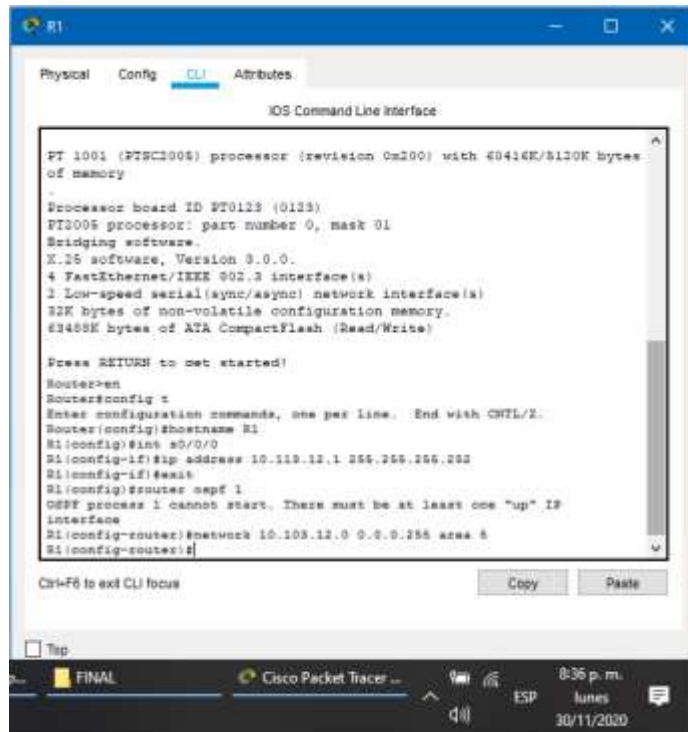 R1
Physical Config CLI Attributes
IOS Command Line Interface
PT 1001 (PTSC2005) processor (revision 0x200) with 60416K/5120K bytes
of memory
.
Processor board ID PT0123 (0123)
PT2005 processor: part number 0, mask 01
Bridging software.
X.25 software, Version 3.0.0.
4 FastEthernet/IEEE 802.3 interface(s)
2 Low-speed serial(sync/async) network interface(s)
32K bytes of non-volatile configuration memory.
63488K bytes of ATA CompactFlash (Read/Write)
Press RETURN to get started!
Router>en
Router#config t
Enter configuration commands, one per line. End with CNTL/Z.
Router(config)#hostname R1
R1(config)#int s0/0/0
R1(config-if)#ip address 10.113.12.1 255.255.255.252
R1(config-if)#exit
R1(config)#router ospf 1
OSPF process 1 cannot start. There must be at least one "up" IP
interface
R1(config-router)#network 10.103.12.0 0.0.0.255 area 5
R1(config-router)#
Ctrl+F6 to exit CLI focus
Copy Paste
Top
FINAL
Cisco Packet Tracer ...
ESP
8:36 p. m.
lunes
30/11/2020